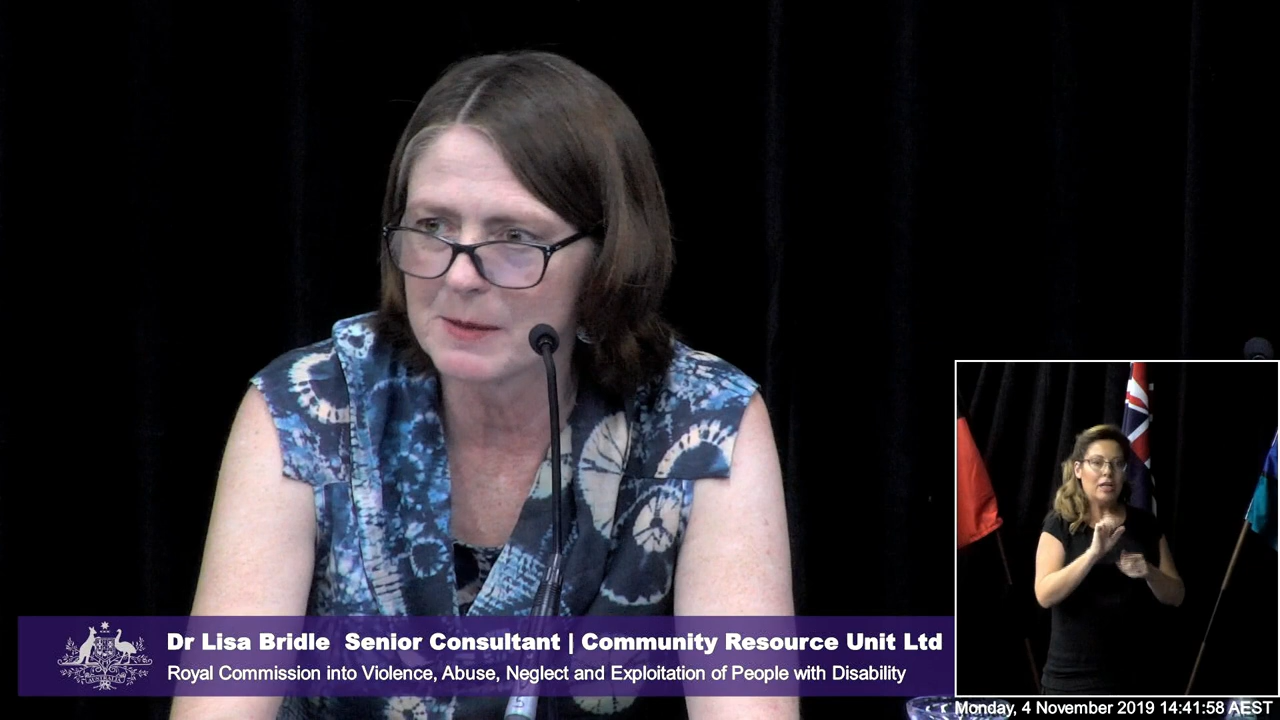 Dr Lisa Bridle Senior Consultant | Community Resource Unit Ltd
Royal Commission into Violence, Abuse, Neglect and Exploitation of People with Disability
Monday, 4 November 2019 14:41:58 AEST